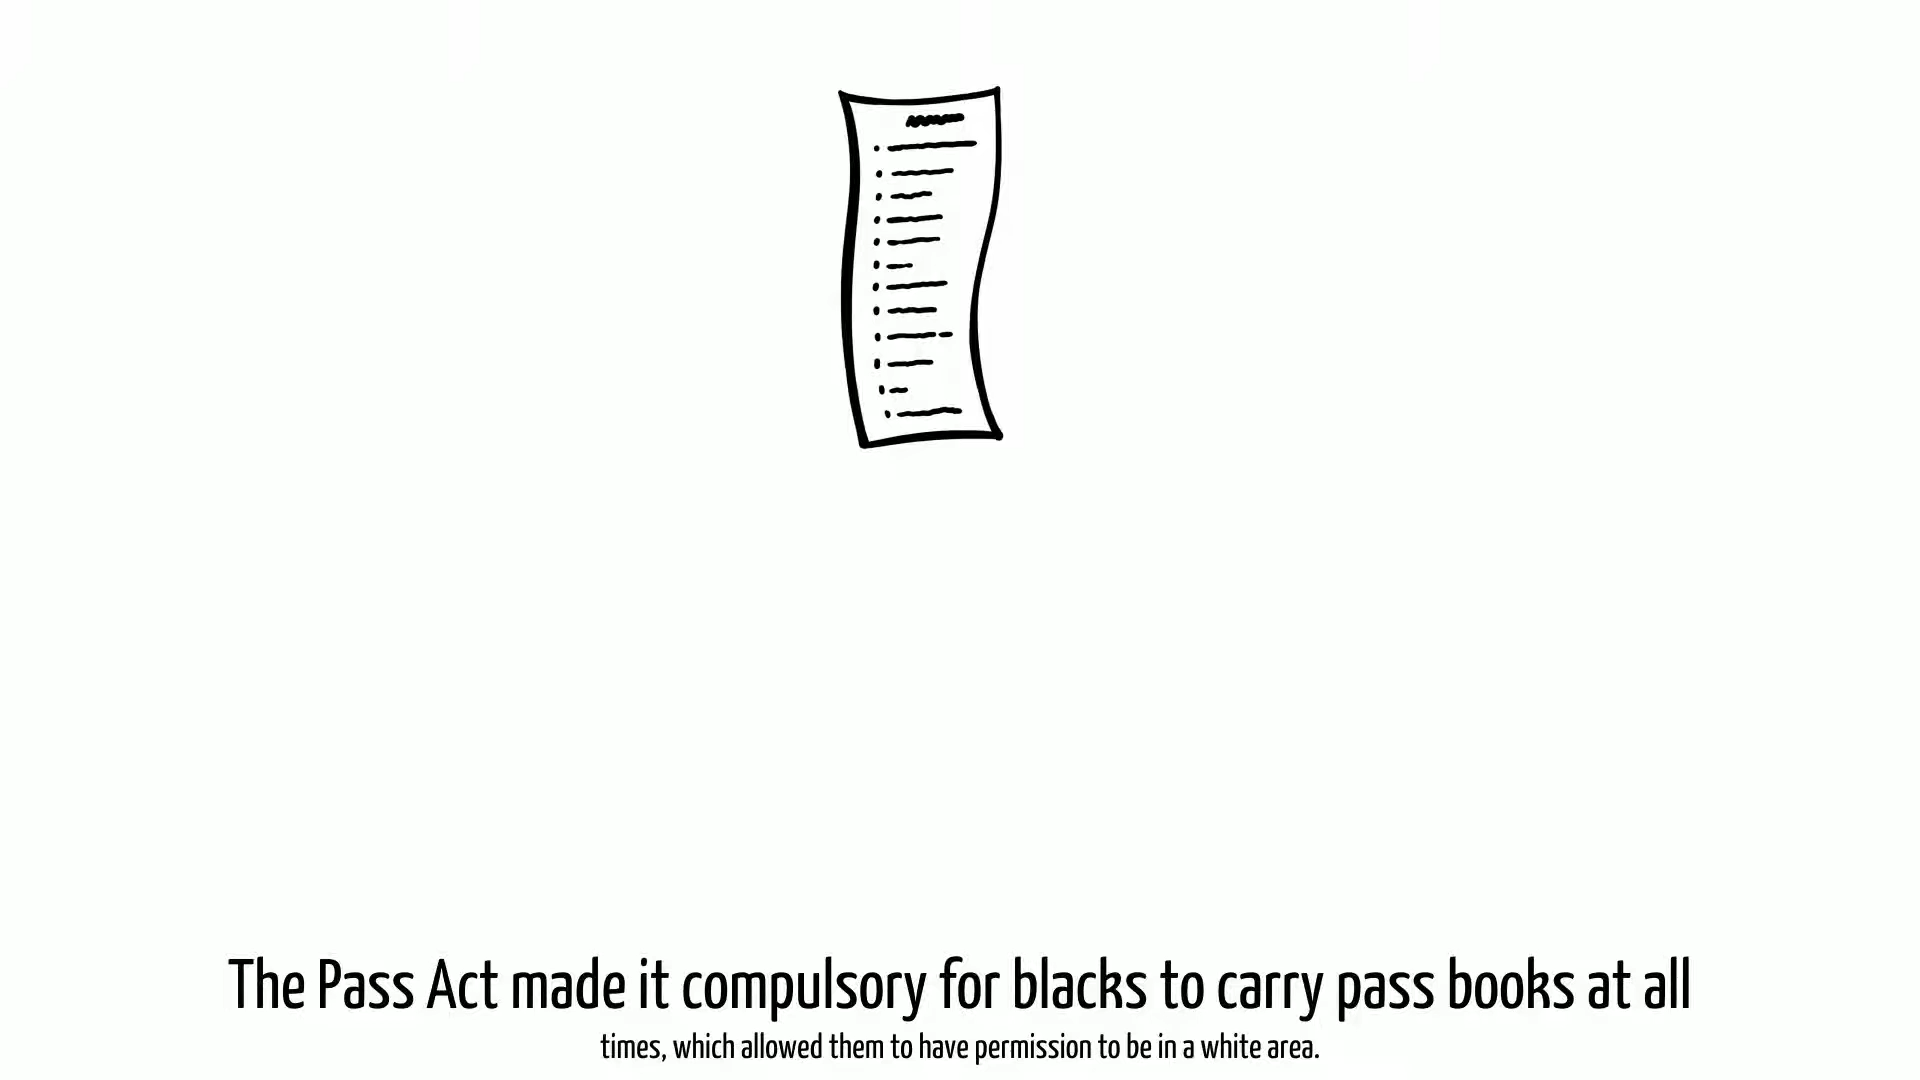 The Pass Act made it compulsory for blacks to carry pass books at all
times, which allowed them to have permission to be in a white area.